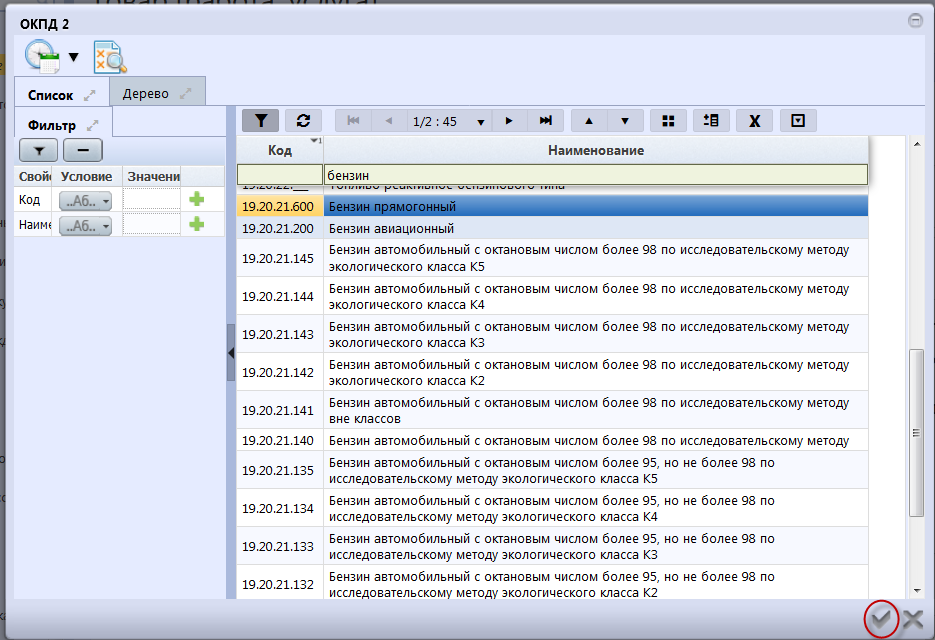 ОКПД 2
Список
Дерево
Фильтр
Свой Условие Значени
Код ..Аб..
Наиме ..Аб..
1/2 : 45
X
Код 1 Наименование
бензин
19.20.22.__ Топливо реактивное бензинового типа
19.20.21.600 Бензин прямогонный
19.20.21.200 Бензин авиационный
19.20.21.145 Бензин автомобильный с октановым числом более 98 по исследовательскому методу
экологического класса К5
19.20.21.144 Бензин автомобильный с октановым числом более 98 по исследовательскому методу
экологического класса К4
19.20.21.143 Бензин автомобильный с октановым числом более 98 по исследовательскому методу
экологического класса К3
19.20.21.142 Бензин автомобильный с октановым числом более 98 по исследовательскому методу
экологического класса К2
19.20.21.141 Бензин автомобильный с октановым числом более 98 по исследовательскому методу
вне классов
19.20.21.140 Бензин автомобильный с октановым числом более 98 по исследовательскому методу
19.20.21.135 Бензин автомобильный с октановым числом более 95, но не более 98 по
исследовательскому методу экологического класса К5
19.20.21.134 Бензин автомобильный с октановым числом более 95, но не более 98 по
исследовательскому методу экологического класса К4
19.20.21.133 Бензин автомобильный с октановым числом более 95, но не более 98 по
исследовательскому методу экологического класса К3
19.20.21.132 Бензин автомобильный с октановым числом более 95, но не более 98 по
исследовательскому методу экологического класса К2